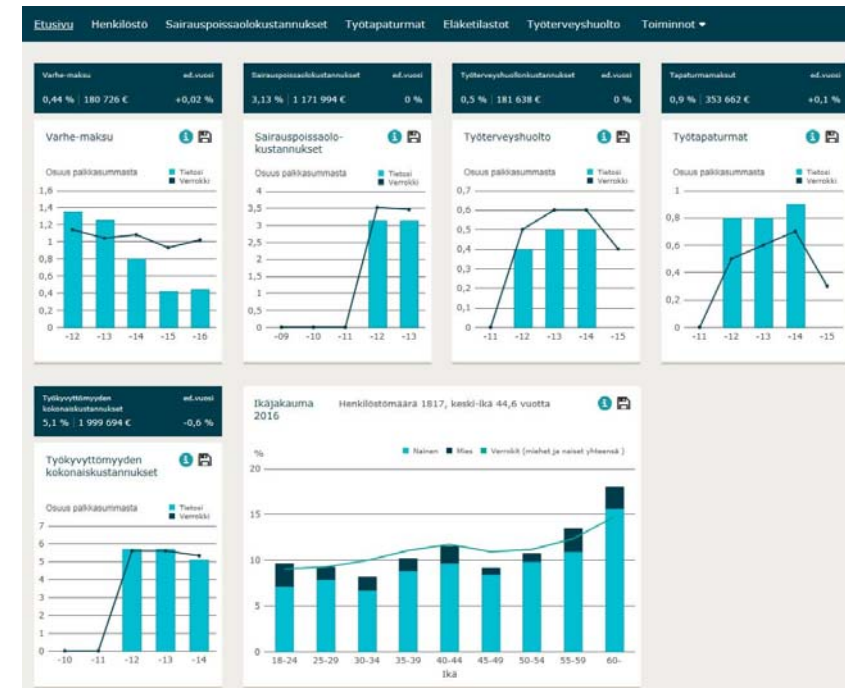 Etusivu Henkilöstö Sairauspoissaolokustannukset Työtapaturmat Eläketilastot Työterveyshuolto Toiminnot
Varhe-maksu ed.vuosi
0,44 % 180 726 € +0,02 %
Varhe-maksu
Osuus palkkasummasta
Tietosi
Verrokki
1,6
1,4
1,2
1
0,8
0,6
0,4
0,2
0
-12 -13 -14 -15 -16
Sairauspoissaolokustannukset ed.vuosi
3,13 % 1 171 994 € 0 %
Sairauspoissaolo-
kustannukset
Osuus palkkasummasta
Tietosi
Verrokki
4
3,5
3
2,5
2
1,5
1
0,5
0
-09 -10 -11 -12 -13
Työterveyshuollonkustannukset ed.vuosi
0,5 % 181 638 € 0 %
Työterveyshuolto
Osuus palkkasummasta
Tietosi
Verrokki
0,7
0,6
0,5
0,4
0,3
0,2
0,1
0
-11 -12 -13 -14 -15
Tapaturmamaksut ed.vuosi
0,9 % 353 662 € +0,1 %
Työtapaturmat
Osuus palkkasummasta
Tietosi
Verrokki
1
0,8
0,6
0,4
0,2
0
-11 -12 -13 -14 -15
Työkyvyttömyyden
kokonaiskustannukset ed.vuosi
5,1 % 1 999 694 € -0,6 %
Työkyvyttömyyden
kokonaiskustannukset
Osuus palkkasummasta
Tietosi
Verrokki
7
6
5
4
3
2
1
0
-10 -11 -12 -13 -14
Ikäjakauma
2016
Henkilöstömäärä 1817, keski-ikä 44,6 vuotta
%
Nainen Mies Verrokit (miehet ja naiset yhteensä )
20
15
10
5
0
18-24 25-29 30-34 35-39 40-44 45-49 50-54 55-59 60-
Ikä